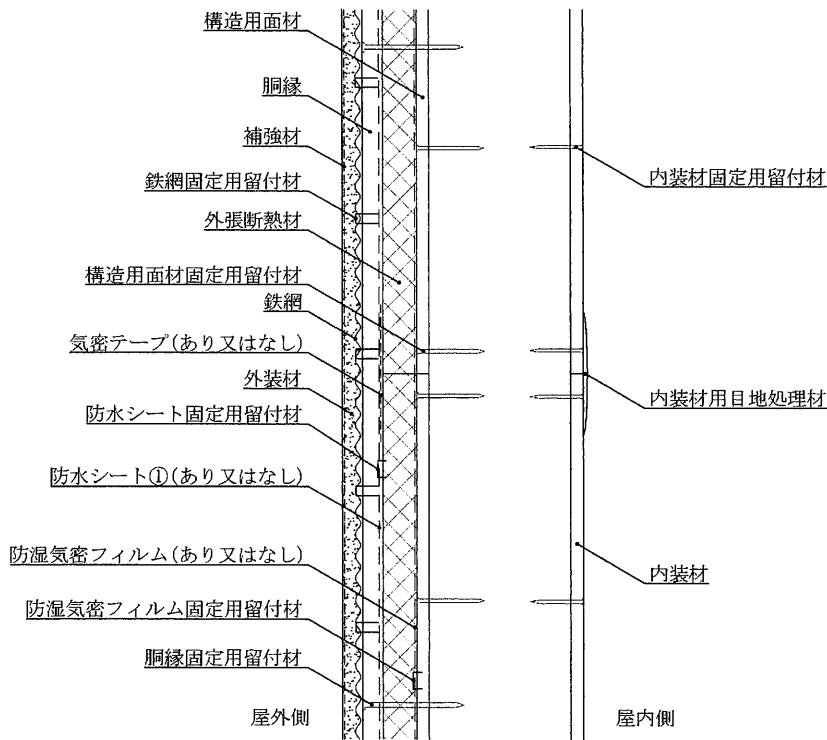 構造用面材
胴縁
補強材
鉄網固定用留付材
外張断熱材
構造用面材固定用留付材
鉄網
気密テープ(あり又はなし)
外装材
防水シート固定用留付材
防水シート①(あり又はなし)
防湿気密フィルム(あり又はなし)
防湿気密フィルム固定用留付材
胴縁固定用留付材
屋外側
内装材固定用留付材
内装材用目地処理材
内装材
屋内側